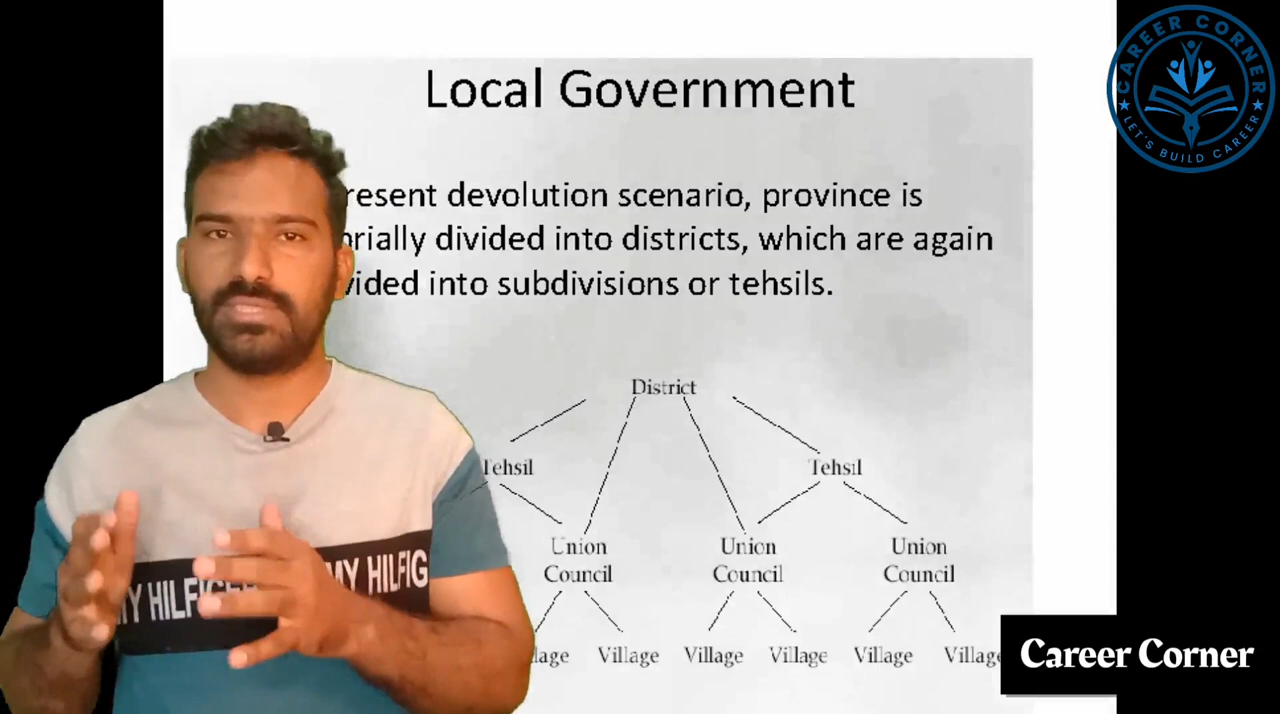 Local Government
resent devolution scenario, province is
rially divided into districts, which are again
vided into subdivisions or tehsils.
District
Tehsil Tehsil
Union Union Union
Council Council Council
lage Village Village Village Village Villag
CAREER CORNER
LET'S BUILD CAREER
MY HILFIG
Career Corner